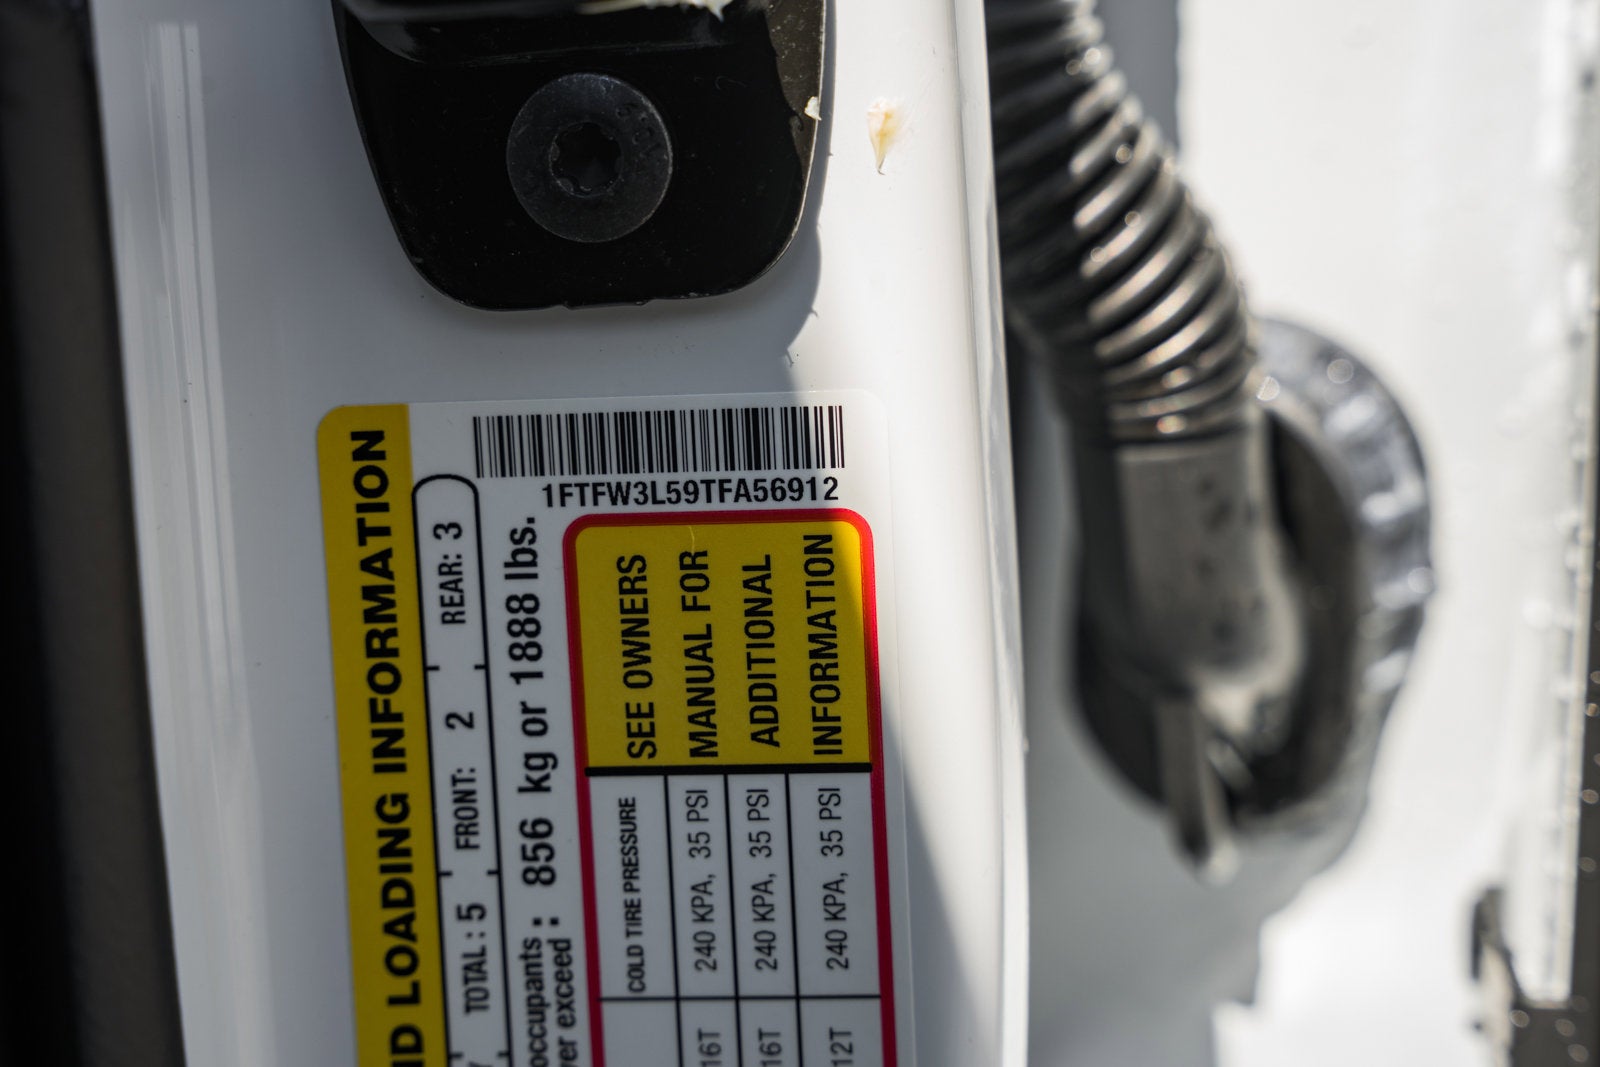 1FTFW3L59TFA56912
LOADING INFORMATION
TOTAL: 5 FRONT: 2 REAR: 3
occupants
exceed : 856 kg or 1888 lbs.
COLD TIRE PRESSURE
SEE OWNERS
MANUAL FOR
ADDITIONAL
INFORMATION
16T 240 KPA, 35 PSI
16T 240 KPA, 35 PSI
12T 240 KPA, 35 PSI